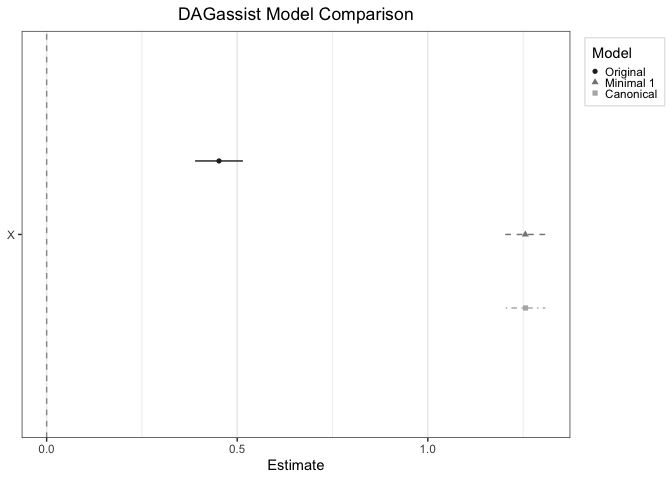 DAGassist Model Comparison
Model
Original
Minimal 1
Canonical
X
0.0
0.5
1.0
Estimate